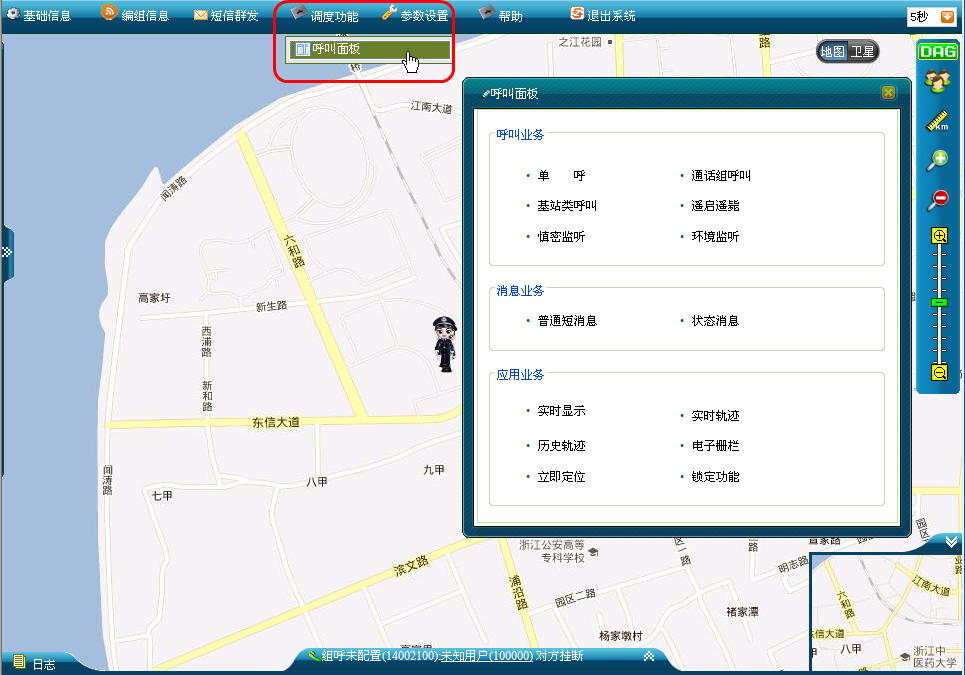 基础信息 编组信息 短信群发 调度功能 参数设置 帮助 退出系统 5秒
呼叫面板
之江花园
路
地图 卫星
DAG
桥
江南大道
km
呼叫面板
呼叫业务
单 呼 通话组呼叫
基站类呼叫 遥启遥毙
慎密监听 环境监听
消息业务
普通短消息 状态消息
应用业务
实时显示 实时轨迹
历史轨迹 电子栅栏
立即定位 锁定功能
闻涛路
六和路
高家圩
新生路
西浦路
新和路
东信大道
闻涛路
七甲
八甲
九甲
滨文路
浙江公安高等
专科学校
浦沿路
园区一路
路
园区二路
明志路
园区
褚家潭
杨家墩村
江南大道
六和路
东信大道
八甲
浙江中
医药大学
日志
组呼未配置(14002100):未知用户(100000) 对方挂断